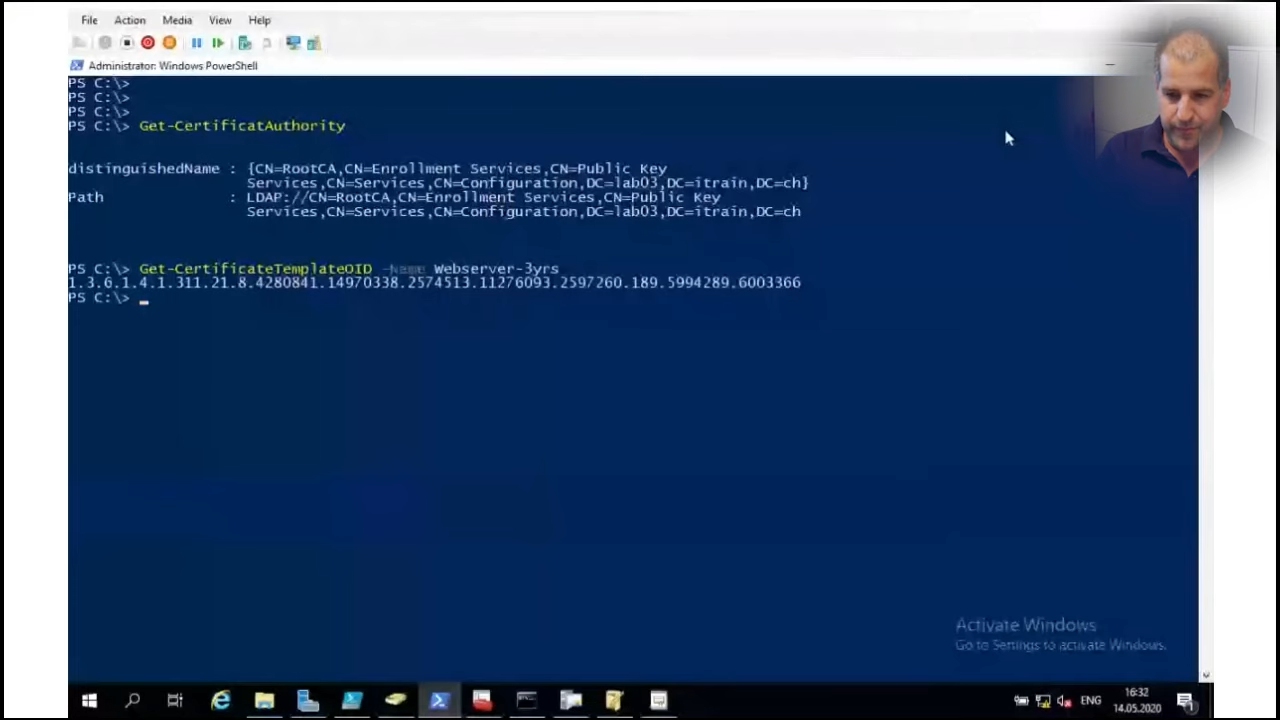 File Action Media View Help
Administrator: Windows PowerShell
PS C:\>
PS C:\>
PS C:\>
PS C:\> Get-CertificatAuthority
distinguishedName : {CN=RootCA,CN=Enrollment Services,CN=Public Key
Services,CN=Services,CN=Configuration,DC=lab03,DC=itrain,DC=ch}
Path : LDAP://CN=RootCA,CN=Enrollment Services,CN=Public Key
Services,CN=Services,CN=Configuration,DC=lab03,DC=itrain,DC=ch
PS C:\> Get-CertificateTemplateOID -Name Webserver-3yrs
1.3.6.1.4.1.311.21.8.4280841.14970338.2574513.11276093.2597260.189.5994289.6003366
PS C:\>
Activate Windows
Go to Settings to activate Windows.
ENG
16:32
14.05.2020
1